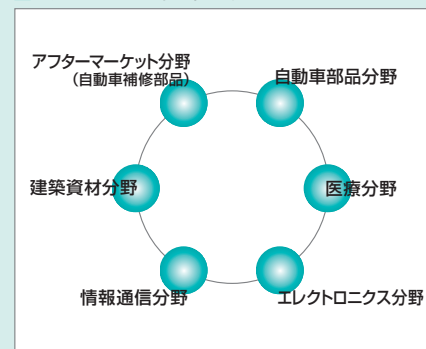 アフターマーケット分野
(自動車補修部品)
自動車部品分野
建築資材分野
医療分野
情報通信分野
エレクトロニクス分野